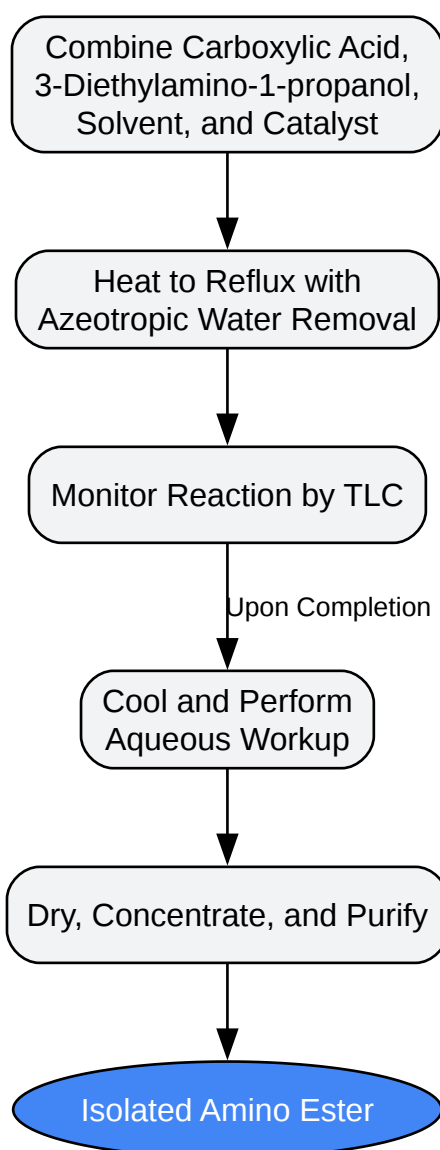 Combine Carboxylic Acid,
3-Diethylamino-1-propanol,
Solvent, and Catalyst
Heat to Reflux with
Azeotropic Water Removal
Monitor Reaction by TLC
Upon Completion
Cool and Perform
Aqueous Workup
Dry, Concentrate, and Purify
Isolated Amino Ester